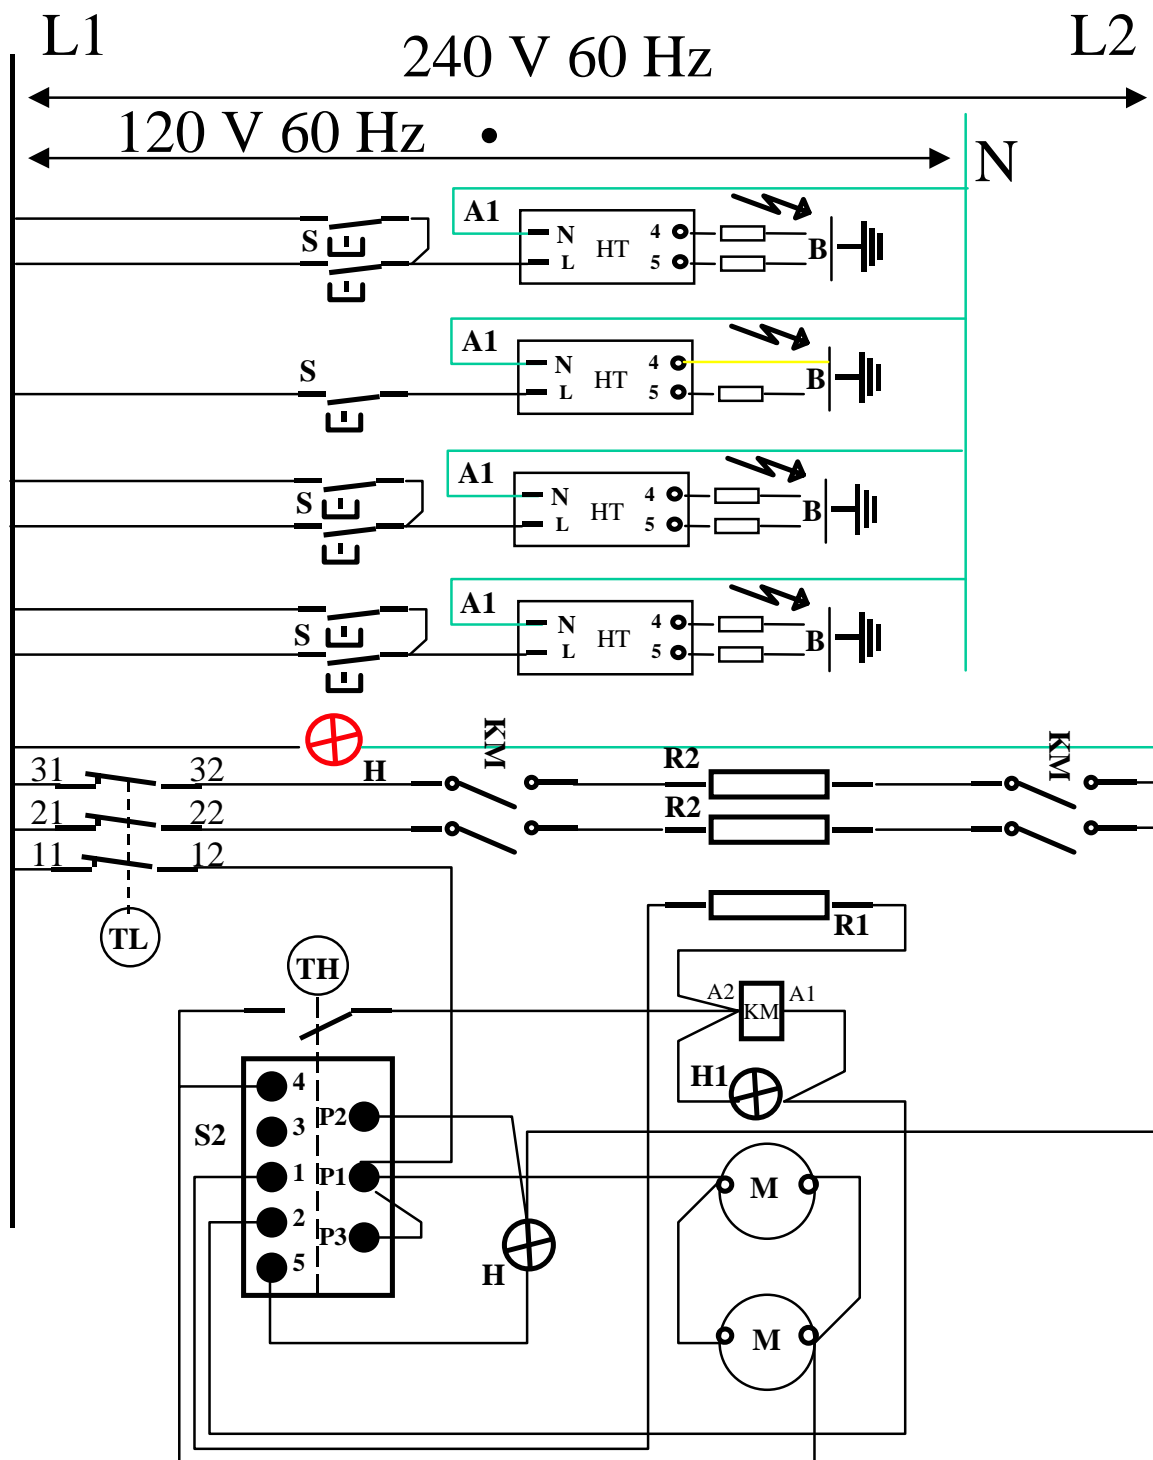 L1 L2
240 V 60 Hz
120 V 60 Hz •
N
A1 N 4
S HT B
L 5
A1 N 4
S HT B
L 5
A1 N 4
S HT B
L 5
A1 N 4
S HT B
L 5
KM KM
31 32 H R2
21 22 R2
11 12
R1
TL
TH
A2 KM A1
H1
4
P2
S2 3
1 P1 M
2
P3
H
5
M